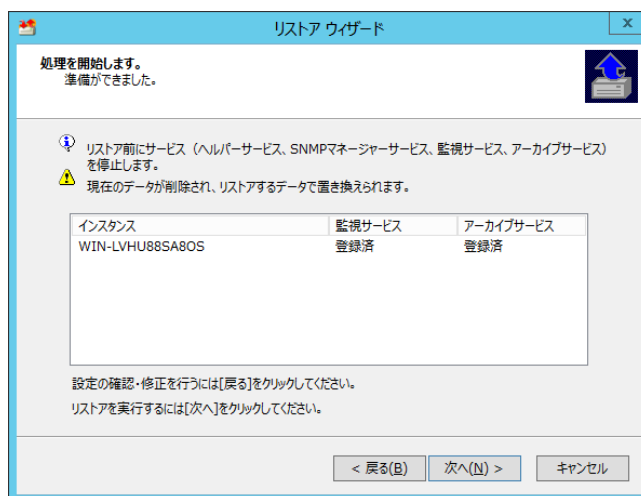 リストア ウィザード
x
処理を開始します。
準備ができました。
リストア前にサービス（ヘルパーサービス、SNMPマネージャーサービス、監視サービス、アーカイブサービス）
を停止します。
現在のデータが削除され、リストアするデータで置き換えられます。
インスタンス 監視サービス アーカイブサービス
WIN-LVHU88SA8OS 登録済 登録済
設定の確認・修正を行うには[戻る]をクリックしてください。
リストアを実行するには[次へ]をクリックしてください。
< 戻る(B) 次へ(N) > キャンセル